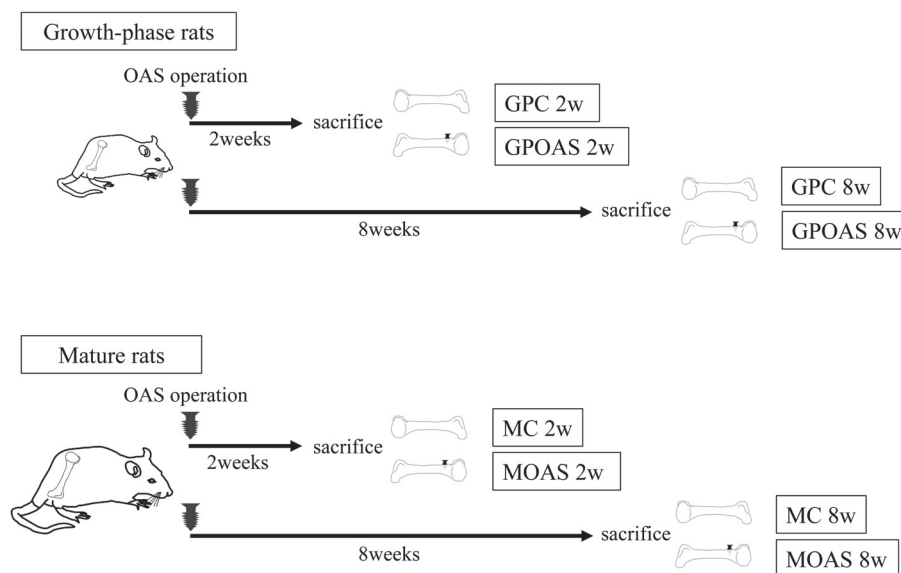 Growth-phase rats
OAS operation
2weeks
sacrifice
GPC 2w
GPOAS 2w
8weeks
sacrifice
GPC 8w
GPOAS 8w
Mature rats
OAS operation
2weeks
sacrifice
MC 2w
MOAS 2w
8weeks
sacrifice
MC 8w
MOAS 8w